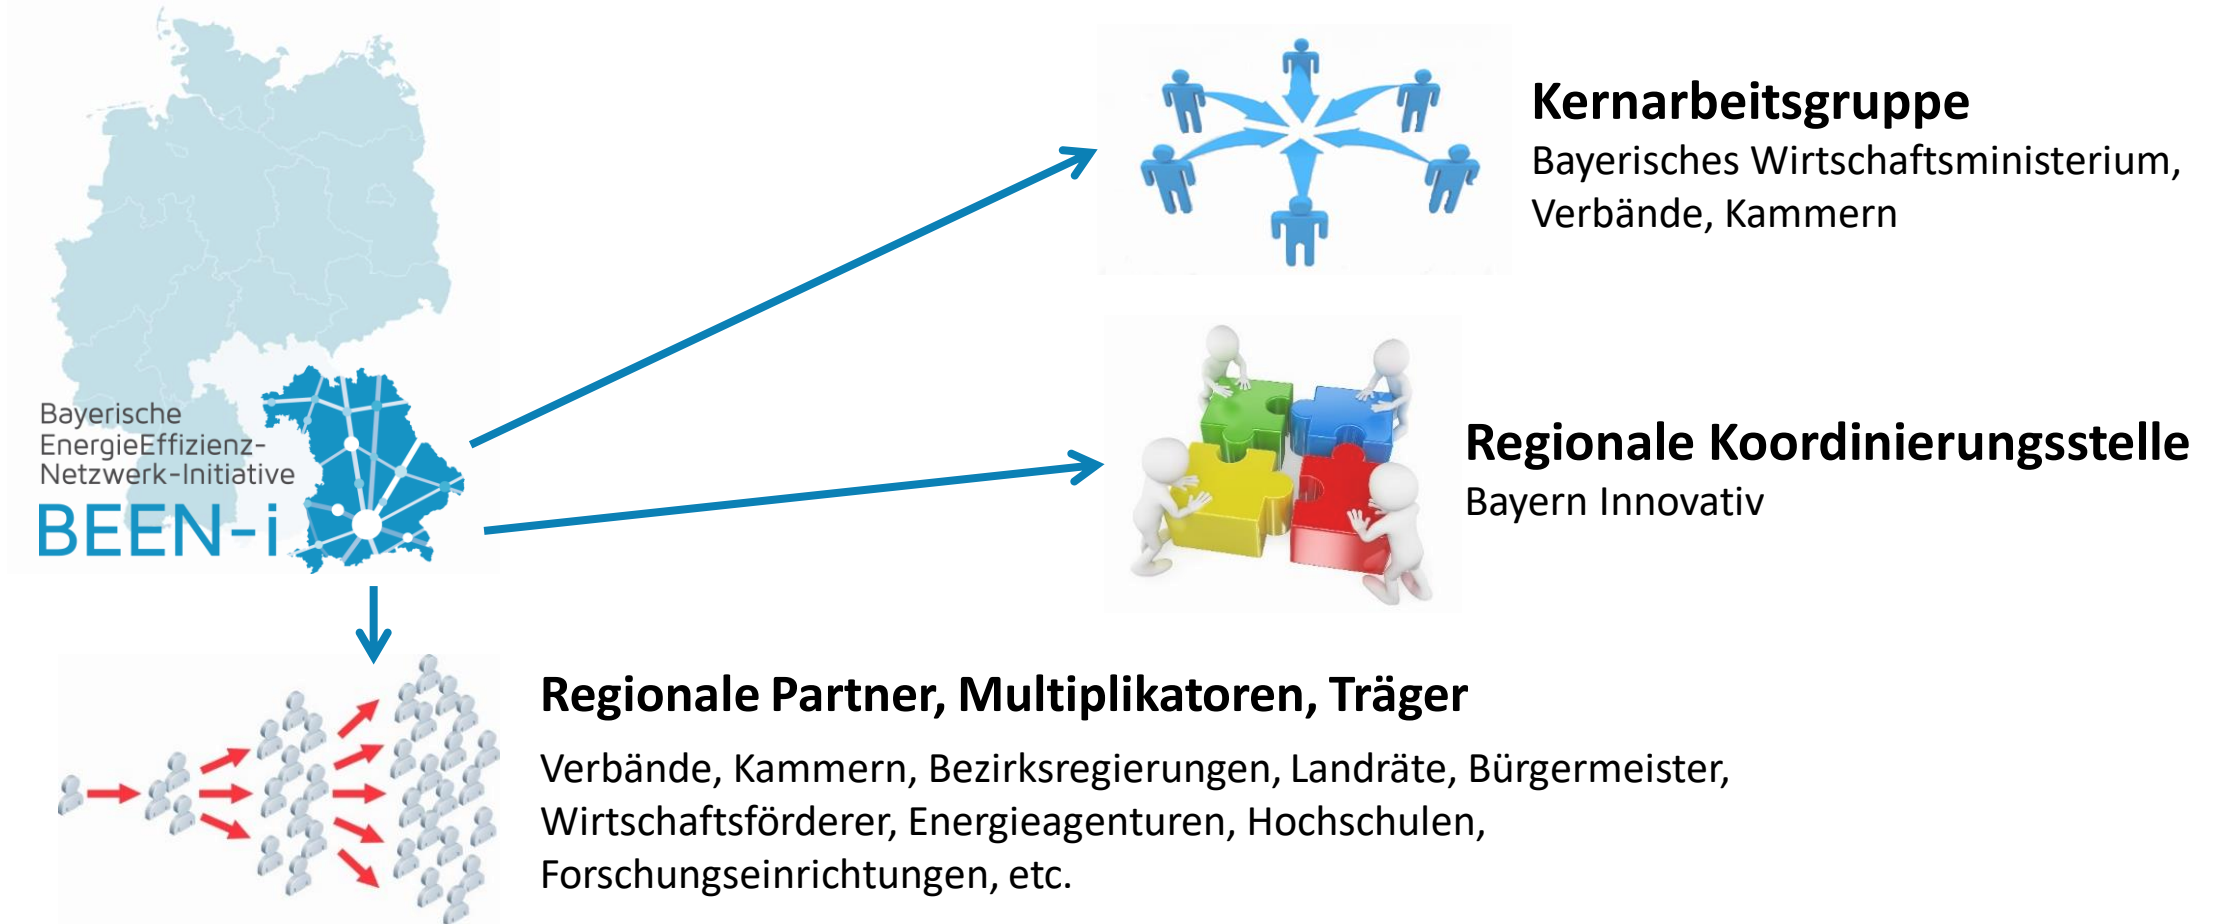 Kernarbeitsgruppe
Bayerisches Wirtschaftsministerium,
Verbände, Kammern
Bayerische
EnergieEffizienz-
Netzwerk-Initiative
BEEN-i
Regionale Koordinierungsstelle
Bayern Innovativ
Regionale Partner, Multiplikatoren, Träger
Verbände, Kammern, Bezirksregierungen, Landräte, Bürgermeister,
Wirtschaftsförderer, Energieagenturen, Hochschulen,
Forschungseinrichtungen, etc.